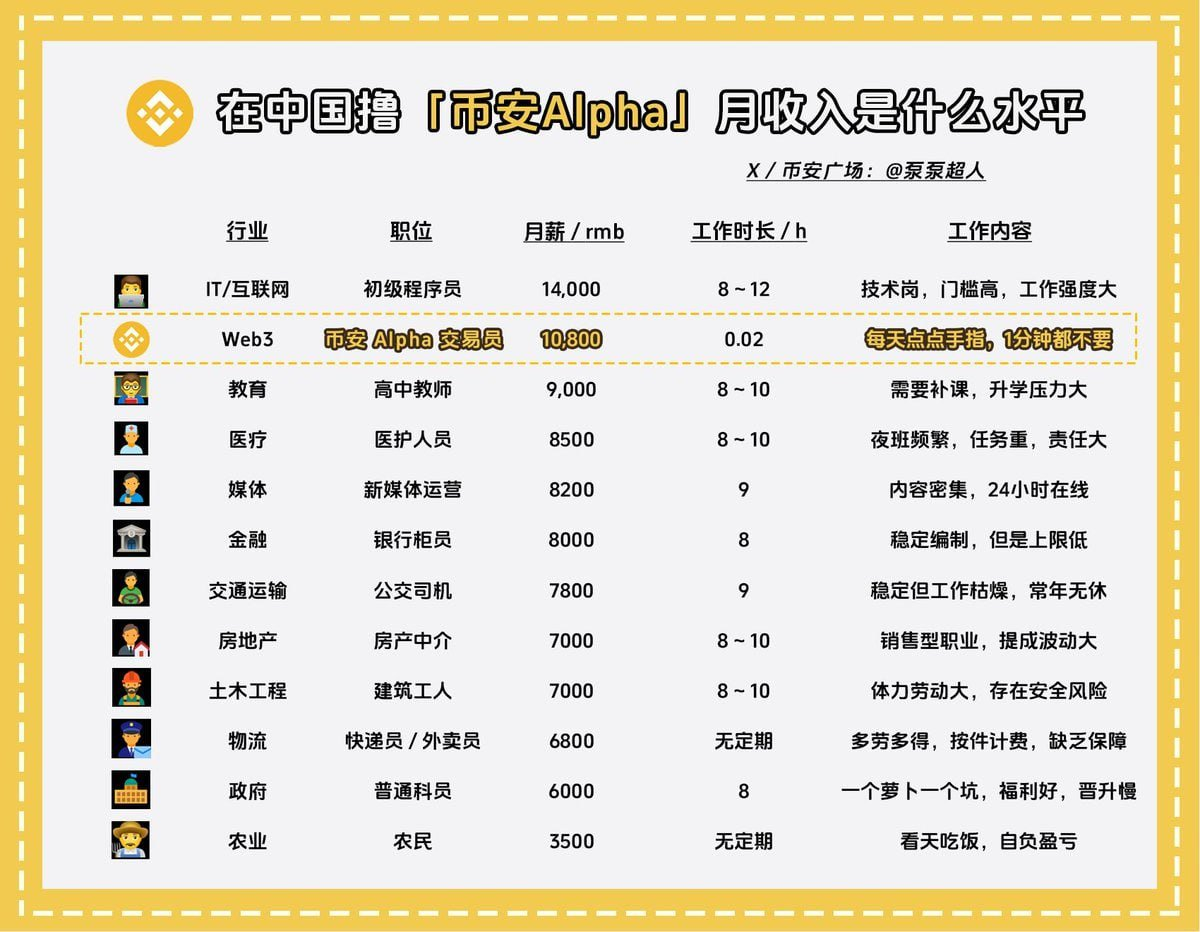 在中国撸「币安Alpha」月收入是什么水平
X / 币安广场：@泵泵超人
行业 职位 月薪 / rmb 工作时长 / h 工作内容
IT/互联网 初级程序员 14,000 8 ~ 12 技术岗，门槛高，工作强度大
Web3 币安 Alpha 交易员 10,800 0.02 每天点点手指，1分钟都不要
教育 高中教师 9,000 8 ~ 10 需要补课，升学压力大
医疗 医护人员 8500 8 ~ 10 夜班频繁，任务重，责任大
媒体 新媒体运营 8200 9 内容密集，24小时在线
金融 银行柜员 8000 8 稳定编制，但是上限低
交通运输 公交司机 7800 9 稳定但工作枯燥，常年无休
房地产 房产中介 7000 8 ~ 10 销售型职业，提成波动大
土木工程 建筑工人 7000 8 ~ 10 体力劳动大，存在安全风险
物流 快递员 / 外卖员 6800 无定期 多劳多得，按件计费，缺乏保障
政府 普通科员 6000 8 一个萝卜一个坑，福利好，晋升慢
农业 农民 3500 无定期 看天吃饭，自负盈亏